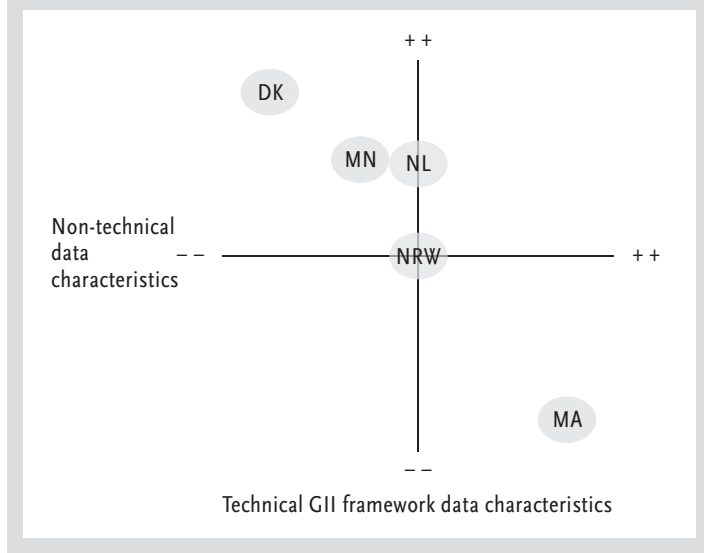 + +
DK
MN NL
Non-technical
data
characteristics
– –
NRW
+ +
MA
– –
Technical GII framework data characteristics